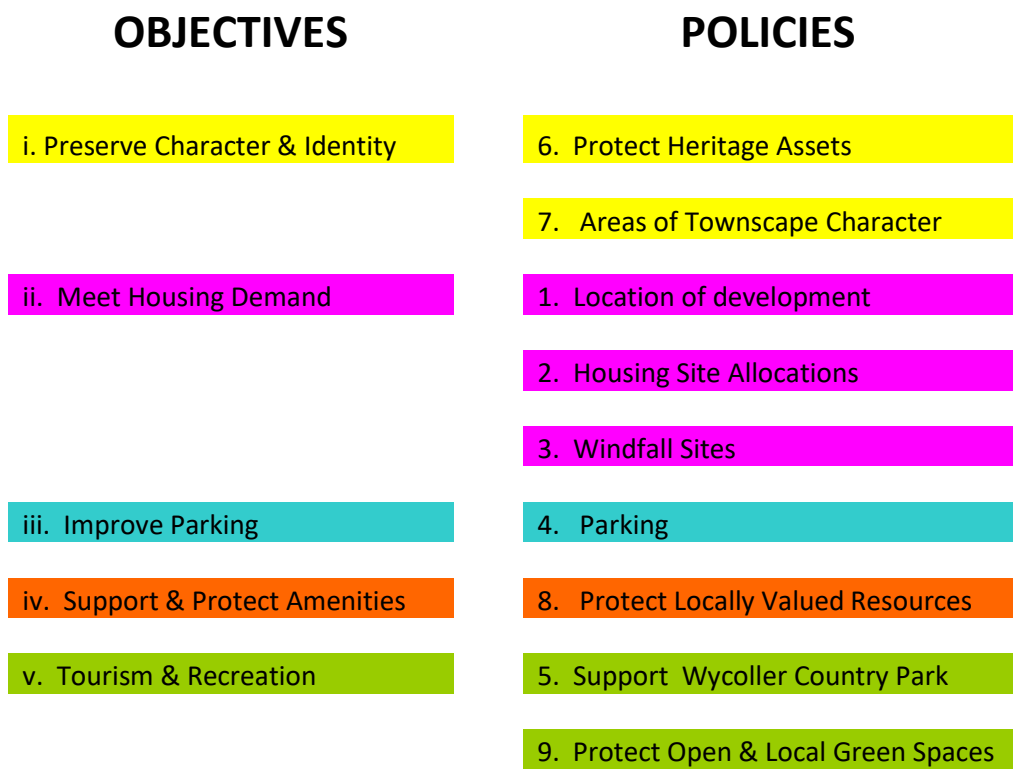 OBJECTIVES POLICIES
i. Preserve Character & Identity 6. Protect Heritage Assets
7. Areas of Townscape Character
ii. Meet Housing Demand 1. Location of development
2. Housing Site Allocations
3. Windfall Sites
iii. Improve Parking 4. Parking
iv. Support & Protect Amenities 8. Protect Locally Valued Resources
v. Tourism & Recreation 5. Support Wycoller Country Park
9. Protect Open & Local Green Spaces